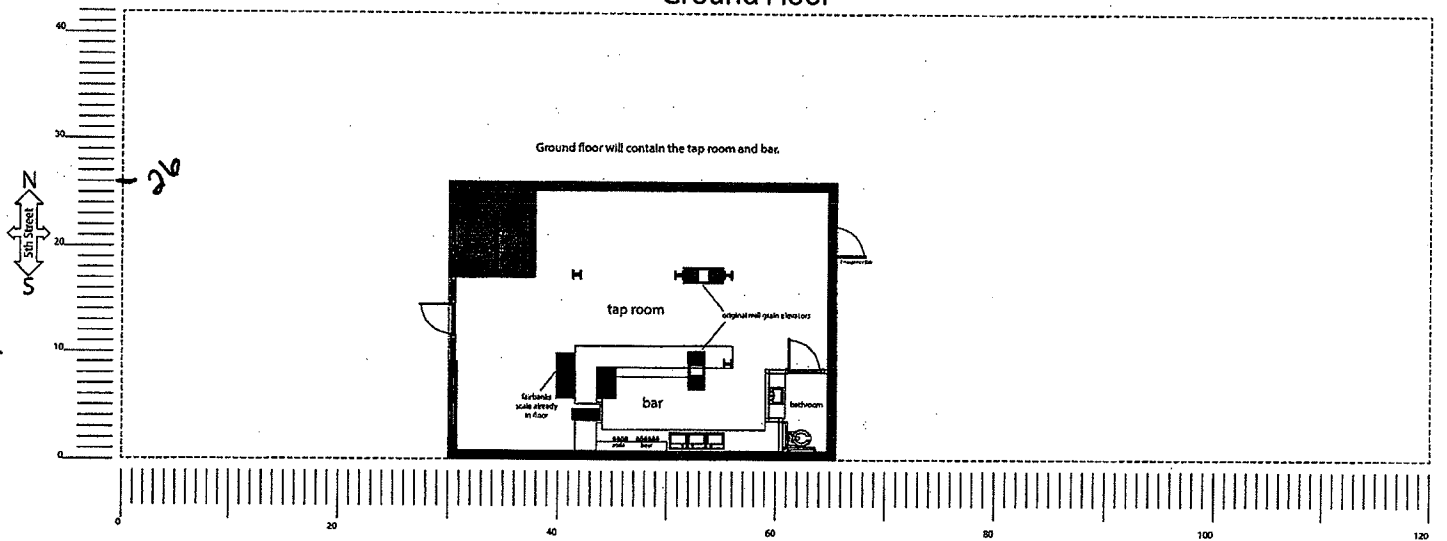 Ground Floor
40
30
26
N
5th Street
S
20
10
0
Ground floor will contain the tap room and bar.
tap room
original mill grain elevators
fairbanks
scale already
in floor
bar
bathroom
soda
beer
0
20
40
60
80
100
120